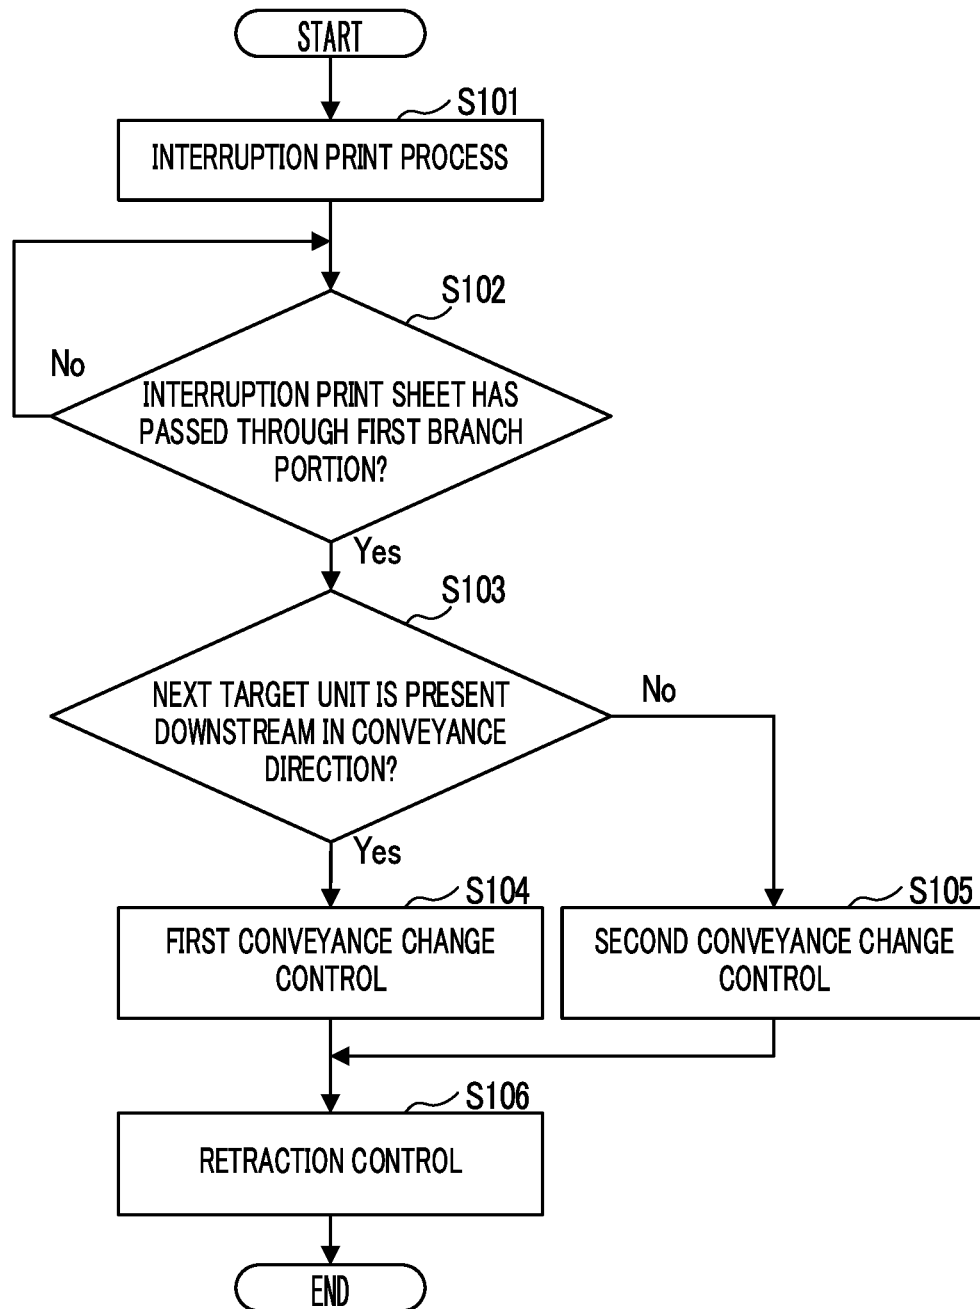 START
S101
INTERRUPTION PRINT PROCESS
S102
No
INTERRUPTION PRINT SHEET HAS
PASSED THROUGH FIRST BRANCH
PORTION?
Yes
S103
NEXT TARGET UNIT IS PRESENT
DOWNSTREAM IN CONVEYANCE
DIRECTION?
No
Yes
S104
FIRST CONVEYANCE CHANGE
CONTROL
S105
SECOND CONVEYANCE CHANGE
CONTROL
S106
RETRACTION CONTROL
END